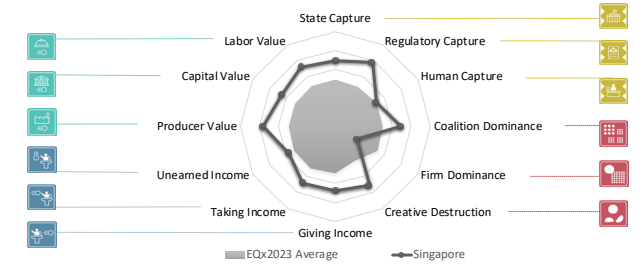 State Capture
Labor Value
Regulatory Capture
Capital Value
Human Capture
Producer Value
Coalition Dominance
Unearned Income
Firm Dominance
Taking Income
Creative Destruction
Giving Income
EQx2023 Average
Singapore